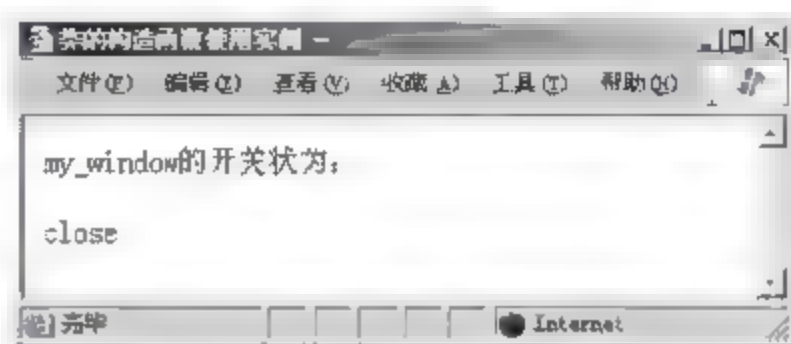 类的构造函数使用实例 -
文件(F) 编辑(E) 查看(V) 收藏(A) 工具(T) 帮助(H)
my_window的开关状为:
close
完毕 Internet